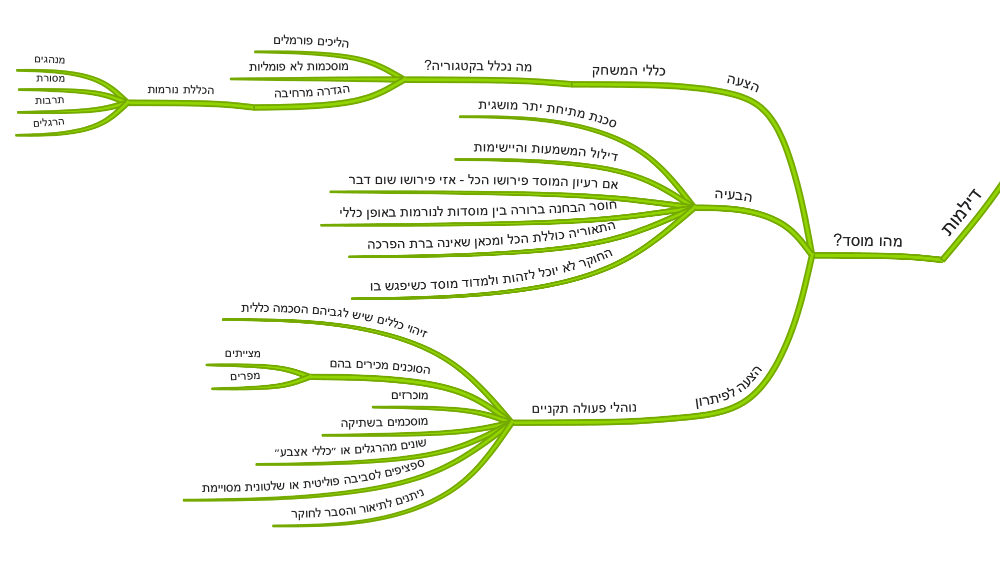 דילמות
מהו מוסד?
הצעה
כללי המשחק
מה נכלל בקטגוריה?
הליכים פורמלים
מוסכמות לא פומליות
הגדרה מרחיבה
הכללת נורמות
מנהגים
מסורת
תרבות
הרגלים
הבעיה
סכנת מתיחת יתר מושגית
דילול המשמעות והיישימות
אם רעיון המוסד פירושו הכל - אזי פירושו שום דבר
חוסר הבחנה ברורה בין מוסדות לנורמות באופן כללי
התאוריה כוללת הכל ומכאן שאינה ברת הפרכה
החוקר לא יוכל לזהות ולמדוד מוסד כשיפגש בו
הצעה לפיתרון
נוהלי פעולה תקניים
זיהוי כללים שיש לגביהם הסכמה כללית
הסוכנים מכירים בהם
מצייתים
מפרים
מוכרזים
מוסכמים בשתיקה
שונים מהרגלים או ״כללי אצבע״
ספציפים לסביבה פוליטית או שלטונית מסויימת
ניתנים לתיאור והסבר לחוקר